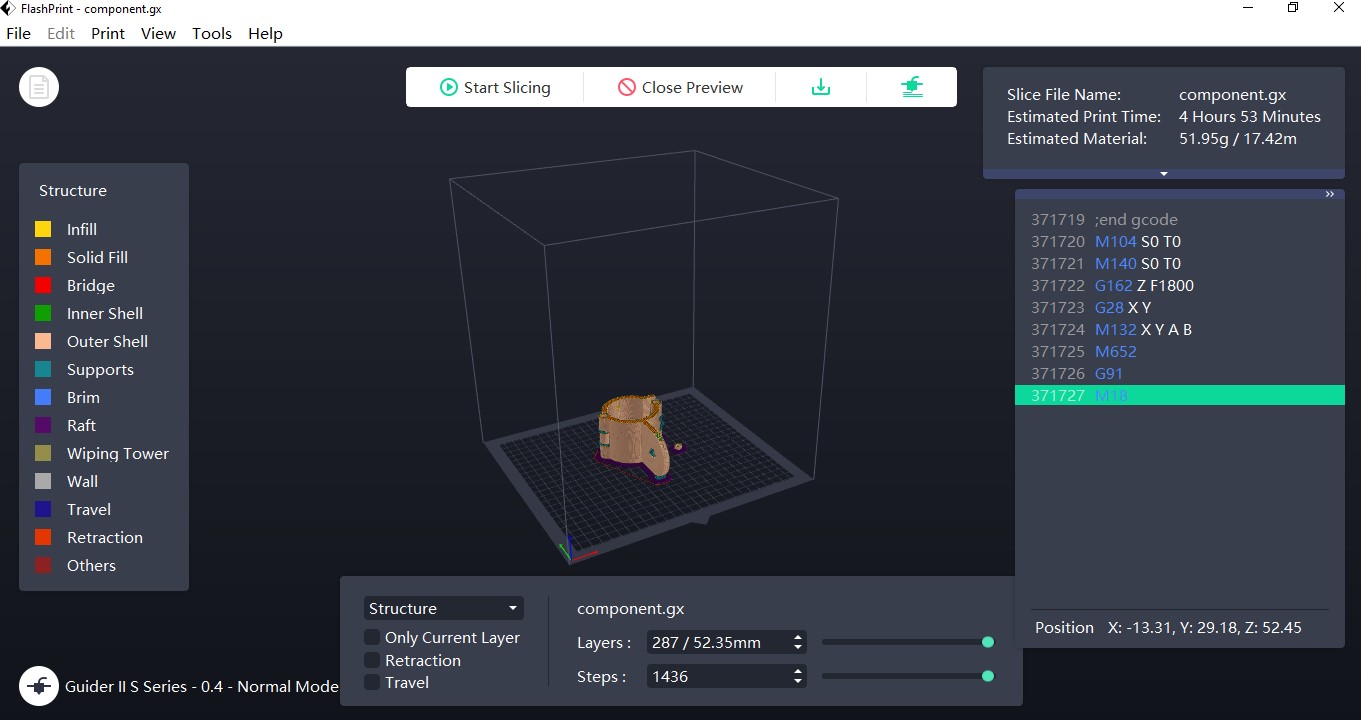 FlashPrint - component.gx
File Edit Print View Tools Help
Start Slicing Close Preview
Slice File Name: component.gx
Estimated Print Time: 4 Hours 53 Minutes
Estimated Material: 51.95g / 17.42m
Structure
Infill
Solid Fill
Bridge
Inner Shell
Outer Shell
Supports
Brim
Raft
Wiping Tower
Wall
Travel
Retraction
Others
371719 ;end gcode
371720 M104 S0 T0
371721 M140 S0 T0
371722 G162 Z F1800
371723 G28 X Y
371724 M132 X Y A B
371725 M652
371726 G91
371727 M18
Position X: -13.31, Y: 29.18, Z: 52.45
Structure
Only Current Layer
Retraction
Travel
component.gx
Layers : 287 / 52.35mm
Steps : 1436
Guider II S Series - 0.4 - Normal Mode